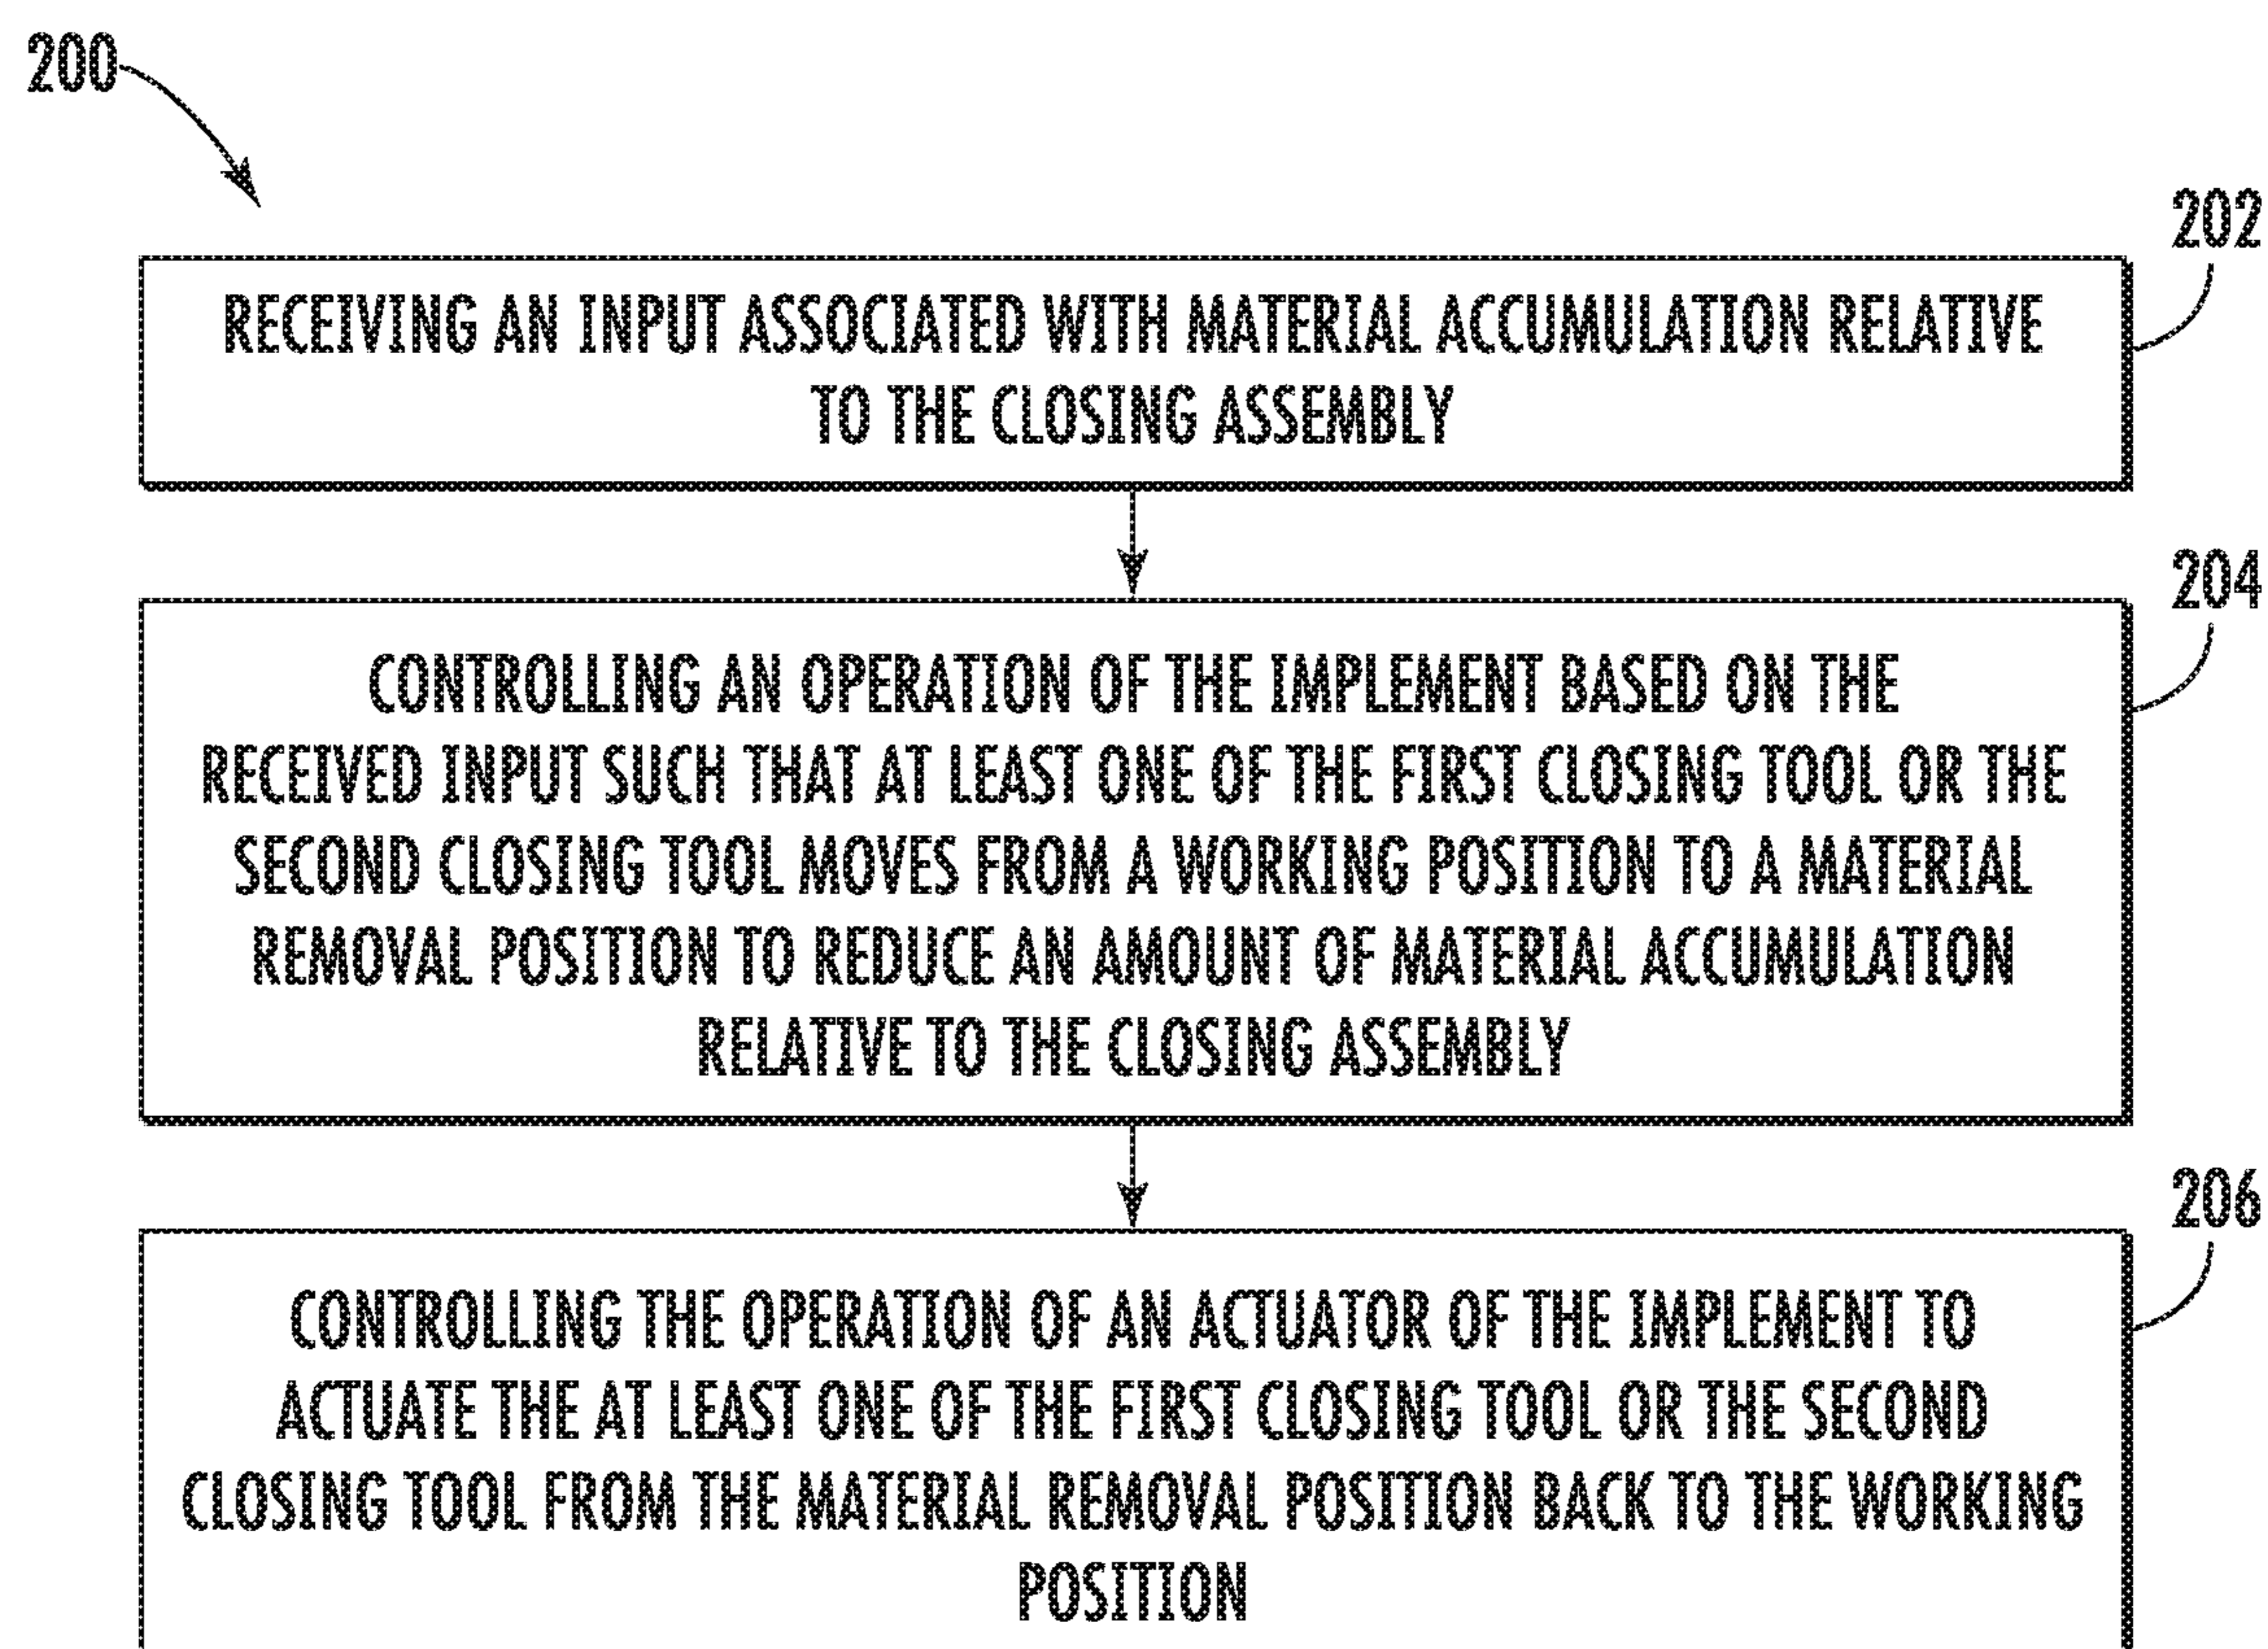 200
202
RECEIVING AN INPUT ASSOCIATED WITH MATERIAL ACCUMULATION RELATIVE
TO THE CLOSING ASSEMBLY
204
CONTROLLING AN OPERATION OF THE IMPLEMENT BASED ON THE
RECEIVED INPUT SUCH THAT AT LEAST ONE OF THE FIRST CLOSING TOOL OR THE
SECOND CLOSING TOOL MOVES FROM A WORKING POSITION TO A MATERIAL
REMOVAL POSITION TO REDUCE AN AMOUNT OF MATERIAL ACCUMULATION
RELATIVE TO THE CLOSING ASSEMBLY
206
CONTROLLING THE OPERATION OF AN ACTUATOR OF THE IMPLEMENT TO
ACTUATE THE AT LEAST ONE OF THE FIRST CLOSING TOOL OR THE SECOND
CLOSING TOOL FROM THE MATERIAL REMOVAL POSITION BACK TO THE WORKING
POSITION